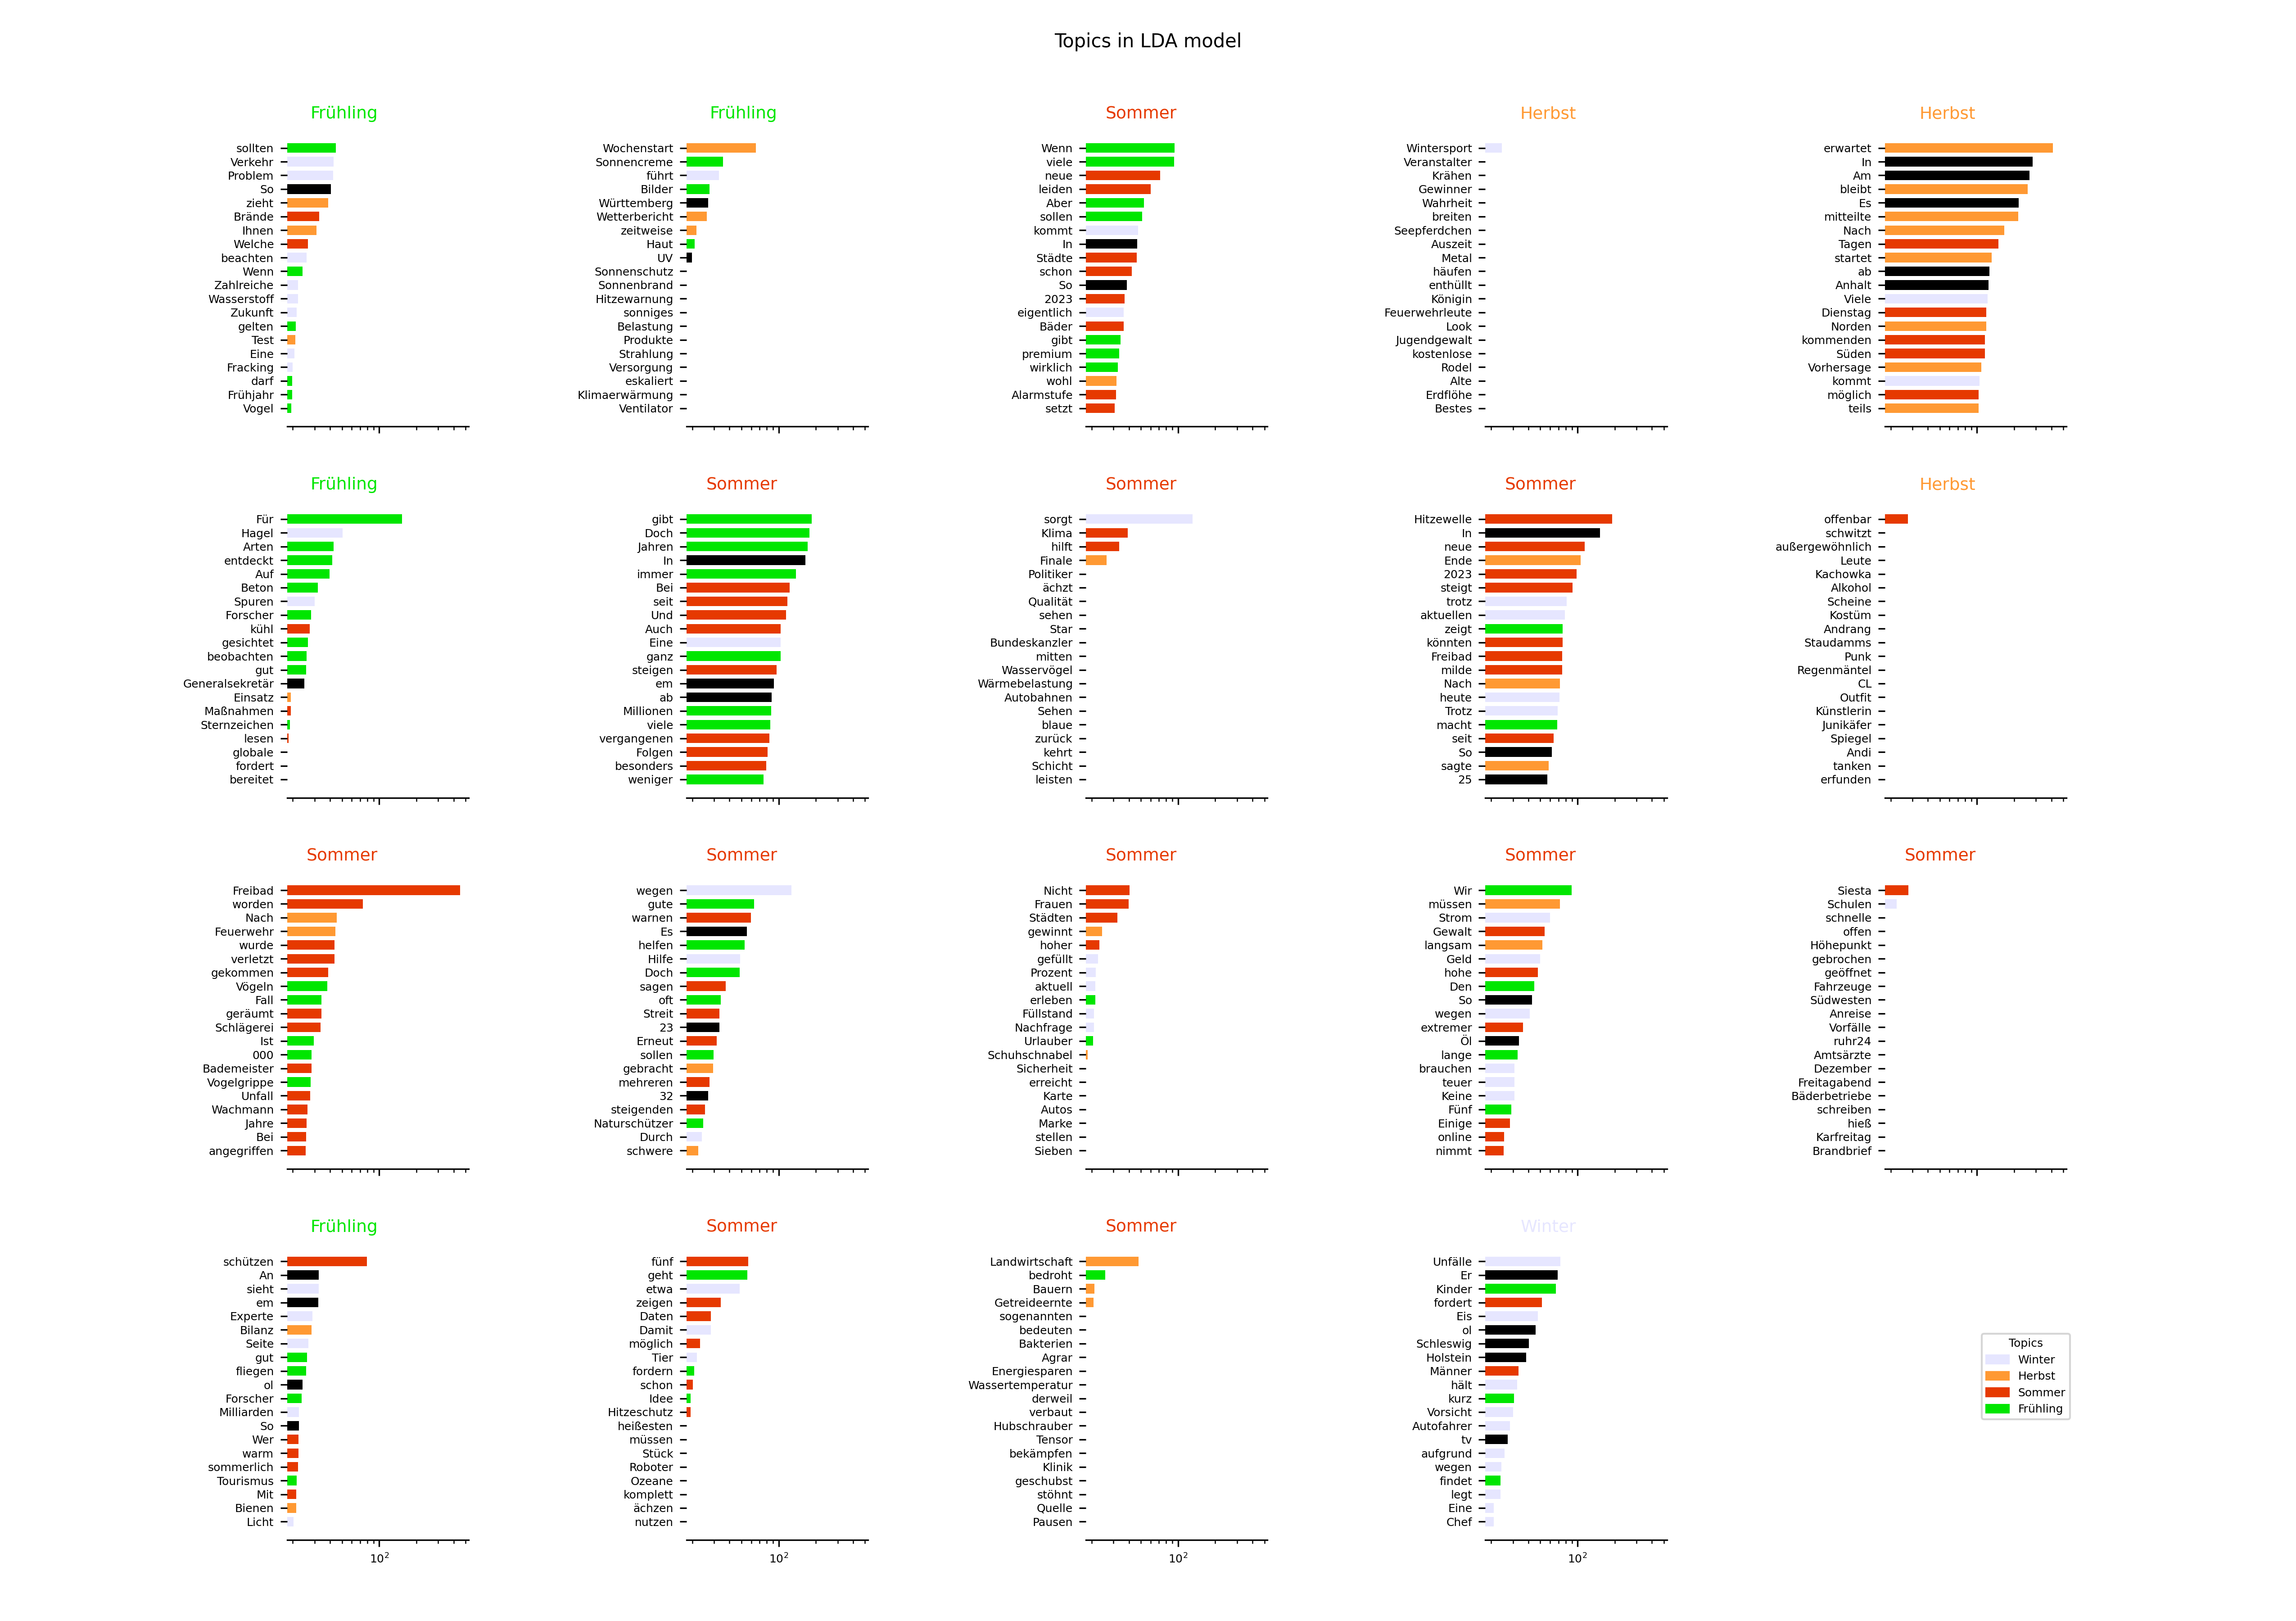 Topics in LDA model
Frühling
sollten
Verkehr
Problem
So
zieht
Brände
Ihnen
Welche
beachten
Wenn
Zahlreiche
Wasserstoff
Zukunft
gelten
Test
Eine
Fracking
darf
Frühjahr
Vogel
Frühling
Wochenstart
Sonnencreme
führt
Bilder
Württemberg
Wetterbericht
zeitweise
Haut
UV
Sonnenschutz
Sonnenbrand
Hitzewarnung
sonniges
Belastung
Produkte
Strahlung
Versorgung
eskaliert
Klimaerwärmung
Ventilator
Sommer
Wenn
viele
neue
leiden
Aber
sollen
kommt
In
Städte
schon
So
2023
eigentlich
Bäder
gibt
premium
wirklich
wohl
Alarmstufe
setzt
Herbst
Wintersport
Veranstalter
Krähen
Gewinner
Wahrheit
breiten
Seepferdchen
Auszeit
Metal
häufen
enthüllt
Königin
Feuerwehrleute
Look
Jugendgewalt
kostenlose
Rodel
Alte
Erdflöhe
Bestes
Herbst
erwartet
In
Am
bleibt
Es
mitteilte
Nach
Tagen
startet
ab
Anhalt
Viele
Dienstag
Norden
kommenden
Süden
Vorhersage
kommt
möglich
teils
Frühling
Für
Hagel
Arten
entdeckt
Auf
Beton
Spuren
Forscher
kühl
gesichtet
beobachten
gut
Generalsekretär
Einsatz
Maßnahmen
Sternzeichen
lesen
globale
fordert
bereitet
Sommer
gibt
Doch
Jahren
In
immer
Bei
seit
Und
Auch
Eine
ganz
steigen
em
ab
Millionen
viele
vergangenen
Folgen
besonders
weniger
Sommer
sorgt
Klima
hilft
Finale
Politiker
ächzt
Qualität
sehen
Star
Bundeskanzler
mitten
Wasservögel
Wärmebelastung
Autobahnen
Sehen
blaue
zurück
kehrt
Schicht
leisten
Sommer
Hitzewelle
In
neue
Ende
2023
steigt
trotz
aktuellen
zeigt
könnten
Freibad
milde
Nach
heute
Trotz
macht
seit
So
sagte
25
Herbst
offenbar
schwitzt
außergewöhnlich
Leute
Kachowka
Alkohol
Scheine
Kostüm
Andrang
Staudamms
Punk
Regenmäntel
CL
Outfit
Künstlerin
Junikäfer
Spiegel
Andi
tanken
erfunden
Sommer
Freibad
worden
Nach
Feuerwehr
wurde
verletzt
gekommen
Vögeln
Fall
geräumt
Schlägerei
Ist
000
Bademeister
Vogelgrippe
Unfall
Wachmann
Jahre
Bei
angegriffen
Sommer
wegen
gute
warnen
Es
helfen
Hilfe
Doch
sagen
oft
Streit
23
Erneut
sollen
gebracht
mehreren
32
steigenden
Naturschützer
Durch
schwere
Sommer
Nicht
Frauen
Städten
gewinnt
hoher
gefüllt
Prozent
aktuell
erleben
Füllstand
Nachfrage
Urlauber
Schuhschnabel
Sicherheit
erreicht
Karte
Autos
Marke
stellen
Sieben
Sommer
Wir
müssen
Strom
Gewalt
langsam
Geld
hohe
Den
So
wegen
extremer
Öl
lange
brauchen
teuer
Keine
Fünf
Einige
online
nimmt
Sommer
Siesta
Schulen
schnelle
offen
Höhepunkt
gebrochen
geöffnet
Fahrzeuge
Südwesten
Anreise
Vorfälle
ruhr24
Amtsärzte
Dezember
Freitagabend
Bäderbetriebe
schreiben
hieß
Karfreitag
Brandbrief
Frühling
schützen
An
sieht
em
Experte
Bilanz
Seite
gut
fliegen
ol
Forscher
Milliarden
So
Wer
warm
sommerlich
Tourismus
Mit
Bienen
Licht
10²
Sommer
fünf
geht
etwa
zeigen
Daten
Damit
möglich
Tier
fordern
schon
Idee
Hitzeschutz
heißesten
müssen
Stück
Roboter
Ozeane
komplett
ächzen
nutzen
10²
Sommer
Landwirtschaft
bedroht
Bauern
Getreideernte
sogenannten
bedeuten
Bakterien
Agrar
Energiesparen
Wassertemperatur
derweil
verbaut
Hubschrauber
Tensor
bekämpfen
Klinik
geschubst
stöhnt
Quelle
Pausen
10²
Winter
Unfälle
Er
Kinder
fordert
Eis
ol
Schleswig
Holstein
Männer
hält
kurz
Vorsicht
Autofahrer
tv
aufgrund
wegen
findet
legt
Eine
Chef
10²
Topics
Winter
Herbst
Sommer
Frühling